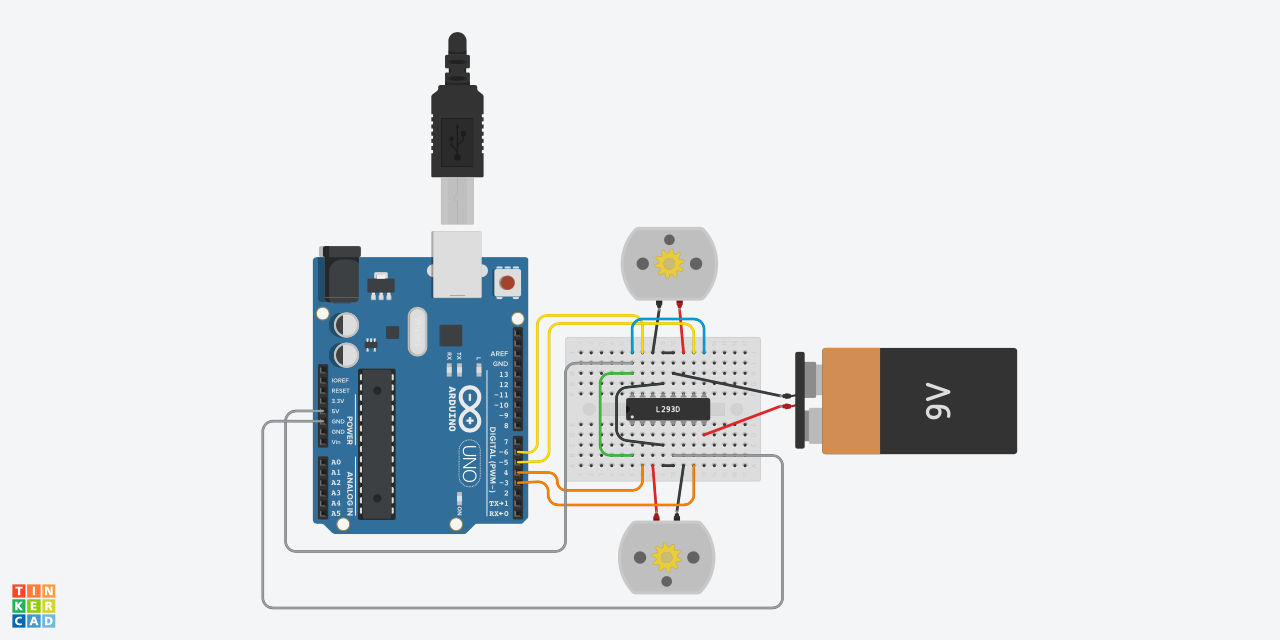 AREF
GND
13
12
~11
~10
~9
8
7
~6
~5
4
~3
2
TX→1
RX←0
DIGITAL (PWM~)
IOREF
RESET
3.3V
5V
GND
GND
Vin
POWER
A0
A1
A2
A3
A4
A5
ANALOG IN
RX
TX
L
ARDUINO
UNO
ON
L293D
9V
TIN
KER
CAD